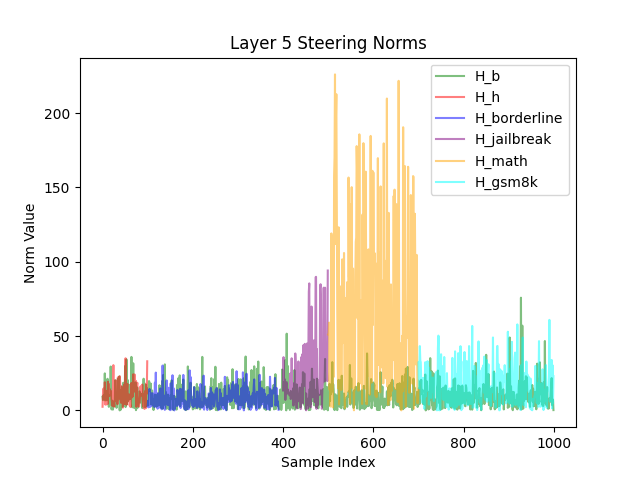 Layer 5 Steering Norms
H_b
H_h
H_borderline
H_jailbreak
H_math
H_gsm8k
Norm Value
200
150
100
50
0
0
200
400
600
800
1000
Sample Index